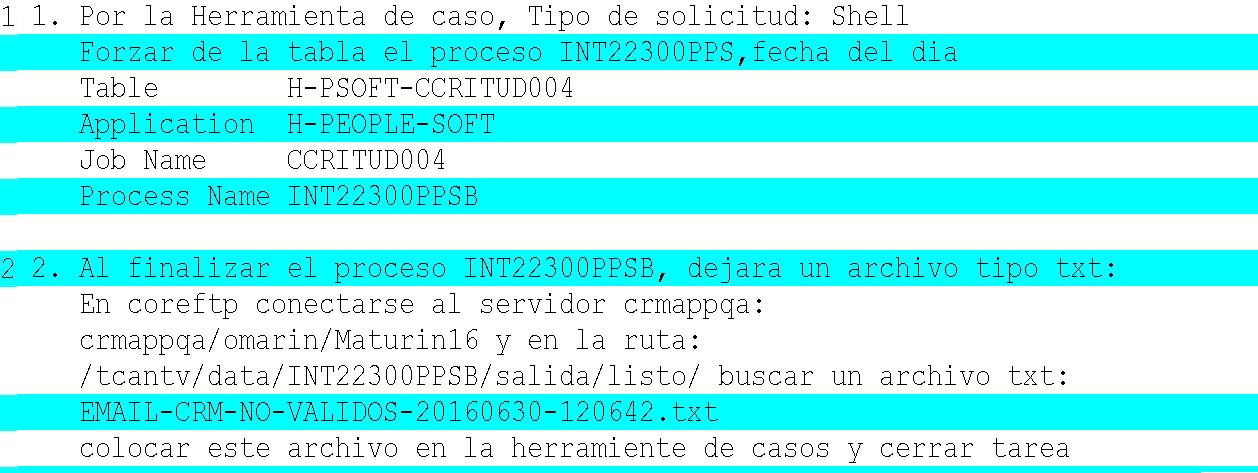 1 1. Por la Herramienta de caso, Tipo de solicitud: Shell
Forzar de la tabla el proceso INT22300PPS,fecha del dia
Table H-PSOFT-CCRITUD004
Application H-PEOPLE-SOFT
Job Name CCRITUD004
Process Name INT22300PPSB
2 2. Al finalizar el proceso INT22300PPSB, dejara un archivo tipo txt:
En coreftp conectarse al servidor crmappqa:
crmappqa/omarin/Maturin16 y en la ruta:
/tcantv/data/INT22300PPSB/salida/listo/ buscar un archivo txt:
EMAIL-CRM-NO-VALIDOS-20160630-120642.txt
colocar este archivo en la herramiente de casos y cerrar tarea